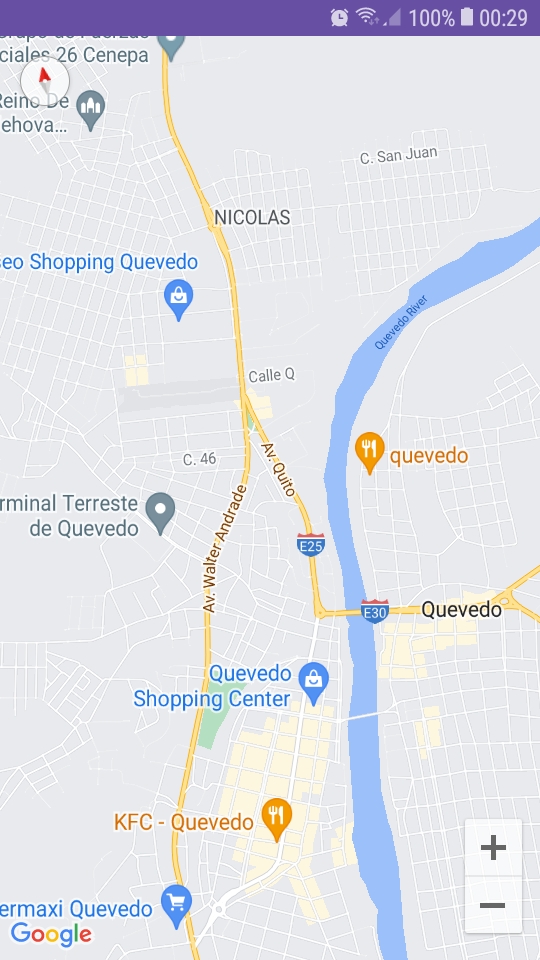 100% 00:29
ciales 26 Cenepa
Reino De
ehova...
C. San Juan
NICOLAS
seo Shopping Quevedo
Quevedo River
Calle Q
quevedo
Av. Quito
C. 46
rminal Terreste
de Quevedo
Av. Walter Andrade
E25
E30
Quevedo
Quevedo
Shopping Center
KFC - Quevedo
ermaxi Quevedo
Google